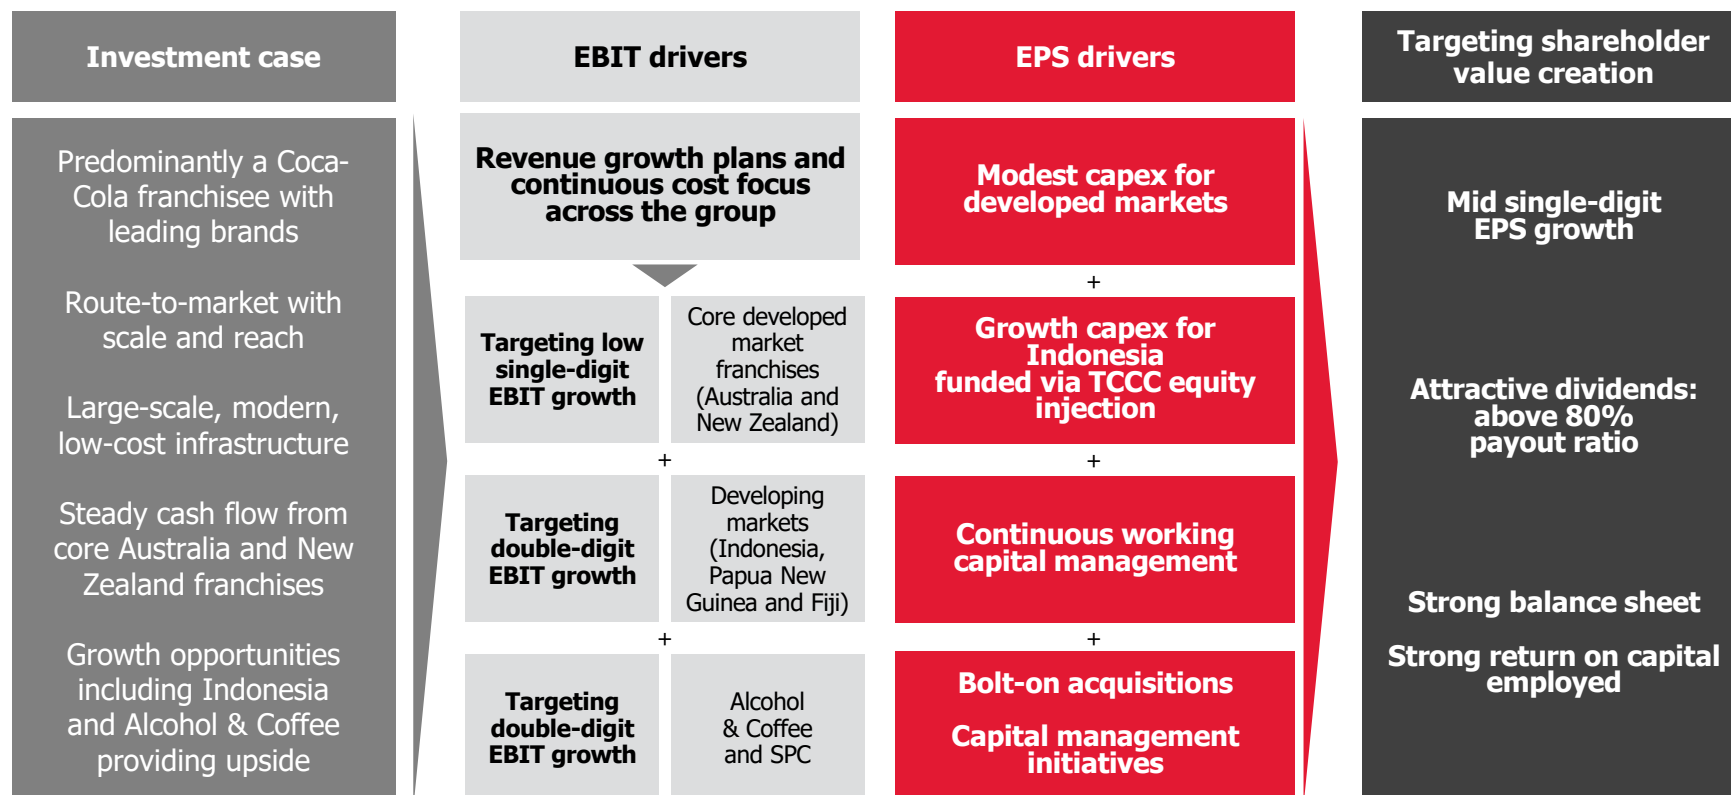 Investment case
Predominantly a Coca-
Cola franchisee with
leading brands
Route-to-market with
scale and reach
Large-scale, modern,
low-cost infrastructure
Steady cash flow from
core Australia and New
Zealand franchises
Growth opportunities
including Indonesia
and Alcohol & Coffee
providing upside
EBIT drivers
Revenue growth plans and
continuous cost focus
across the group
Targeting low
single-digit
EBIT growth
Core developed
market
franchises
(Australia and
New Zealand)
+
Targeting
double-digit
EBIT growth
Developing
markets
(Indonesia,
Papua New
Guinea and Fiji)
+
Targeting
double-digit
EBIT growth
Alcohol
& Coffee
and SPC
EPS drivers
Modest capex for
developed markets
+
Growth capex for
Indonesia
funded via TCCC equity
injection
+
Continuous working
capital management
+
Bolt-on acquisitions
Capital management
initiatives
Targeting shareholder
value creation
Mid single-digit
EPS growth
Attractive dividends:
above 80%
payout ratio
Strong balance sheet
Strong return on capital
employed